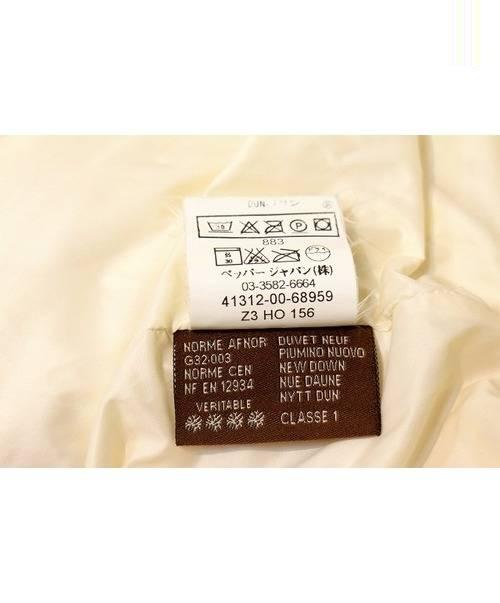 883
ペッパー ジャパン(株)
03-3582-6664
41312-00-68959
Z3 HO 156
NORME AFNOR
G32-003
NORME CEN
NF EN 12934
VERITABLE
DUVET NEUF
PIUMINO NUOVO
NEW DOWN
NUE DAUNE
NYTT DUN
CLASSE 1